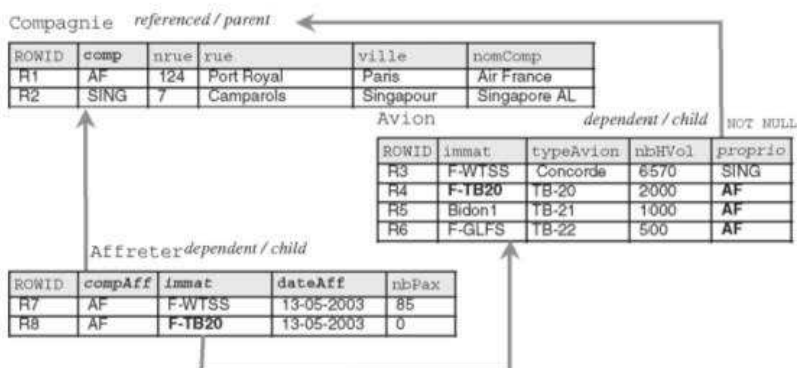 Compagnie referenced / parent
ROWID comp nrue rue ville nomComp
R1 AF 124 Port Royal Paris Air France
R2 SING 7 Camparols Singapour Singapore AL
Avion dependent / child NOT NULL
ROWID immat typeAvion nbHVol proprio
R3 F-WTSS Concorde 6570 SING
R4 F-TB20 TB-20 2000 AF
R5 Bidon1 TB-21 1000 AF
R6 F-GLFS TB-22 500 AF
Affreter dependent / child
ROWID compAff immat dateAff nbPax
R7 AF F-WTSS 13-05-2003 85
R8 AF F-TB20 13-05-2003 0